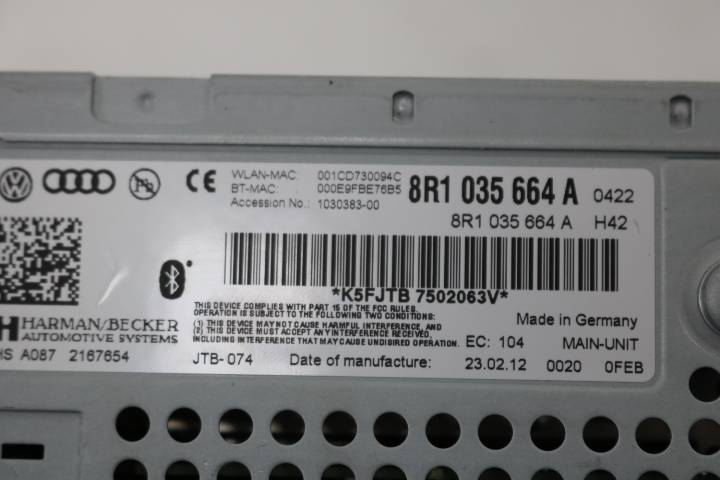 WLAN-MAC: 001CD730094C
BT-MAC: 000E9FBE76B5
Accession No.: 1030383-00
8R1 035 664 A 0422
8R1 035 664 A H42
*K5FJTB 7502063V*
THIS DEVICE COMPLIES WITH PART 15 OF THE FCC RULES.
OPERATION IS SUBJECT TO THE FOLLOWING TWO CONDITIONS:
(1) THIS DEVICE MAY NOT CAUSE HARMFUL INTERFERENCE, AND
(2) THIS DEVICE MUST ACCEPT ANY INTERFERENCE RECEIVED,
INCLUDING INTERFERENCE THAT MAY CAUSE UNDESIRED OPERATION.
Made in Germany
EC: 104 MAIN-UNIT
HARMAN/BECKER
AUTOMOTIVE SYSTEMS
HS A087 2167654
JTB-074 Date of manufacture: 23.02.12 0020 0FEB